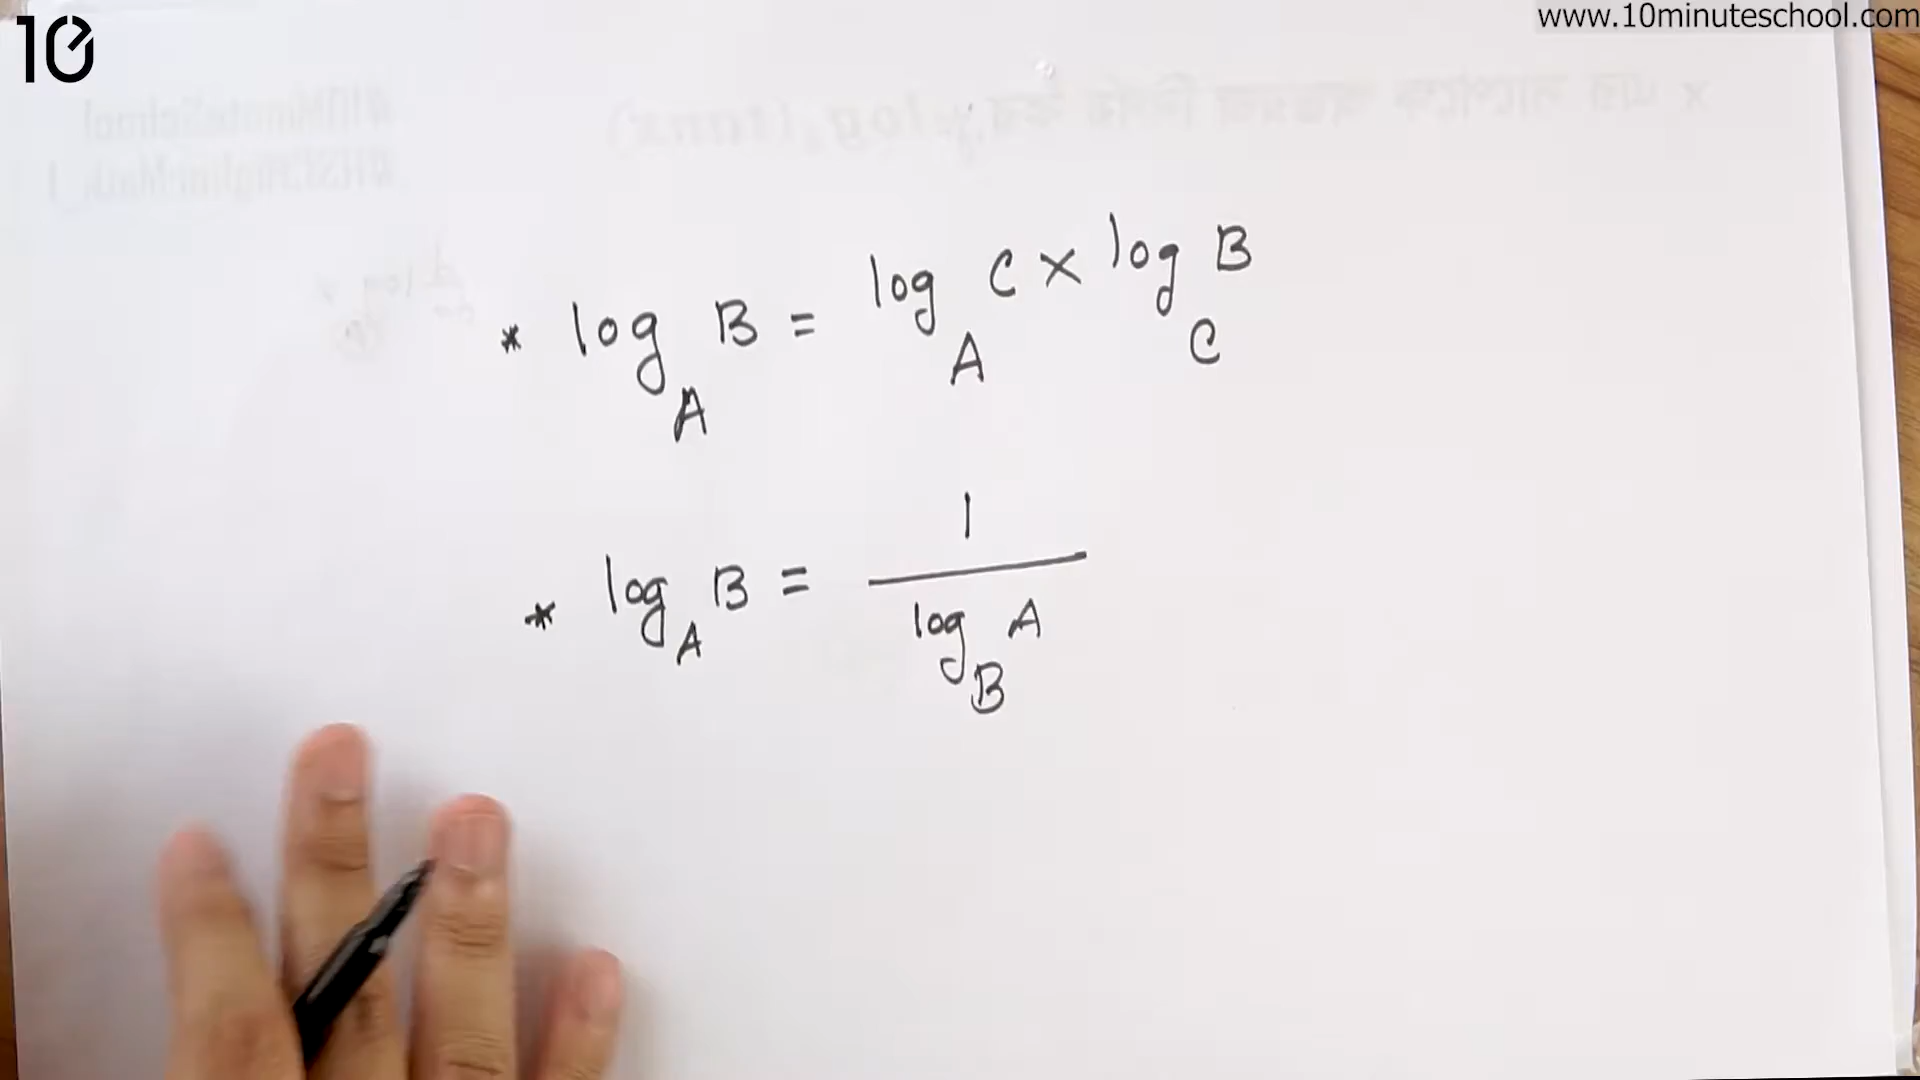 10
www.10minuteschool.com
* log_A B = log_A C × log_C B
* log_A B = 1 / log_B A